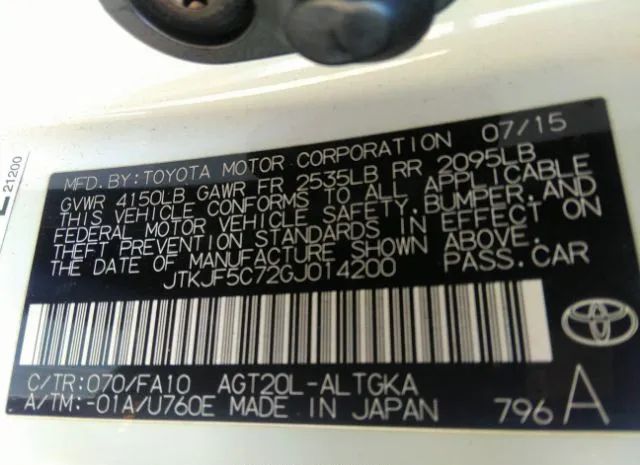 21200
MFD.BY:TOYOTA MOTOR CORPORATION 07/15
GVWR 4150LB GAWR FR 2535LB RR 2095LB
THIS VEHICLE CONFORMS TO ALL APPLICABLE
FEDERAL MOTOR VEHICLE SAFETY,BUMPER,AND
THEFT PREVENTION STANDARDS IN EFFECT ON
THE DATE OF MANUFACTURE SHOWN ABOVE.
JTKJF5C72GJ014200 PASS.CAR
C/TR:070/FA10 AGT20L-ALTGKA
A/TM:-01A/U760E MADE IN JAPAN 796A